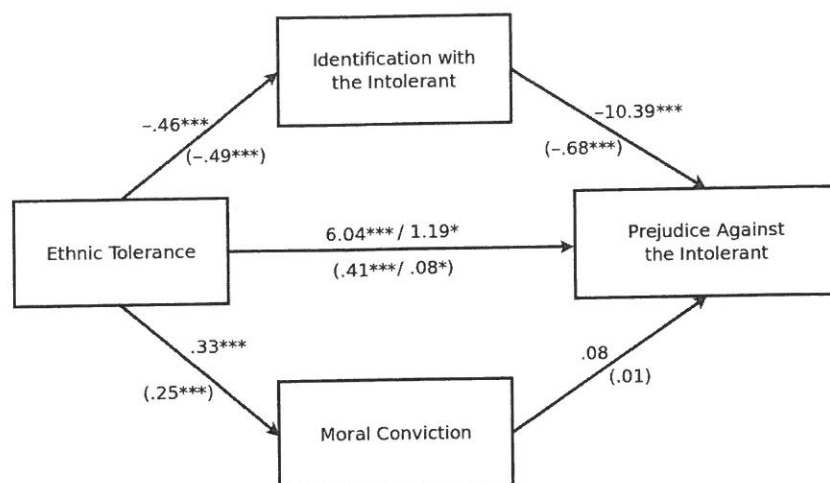 Identification with
the Intolerant
–.46***
(–.49***)
–10.39***
(–.68***)
Ethnic Tolerance
6.04*** / 1.19*
(.41***/ .08*)
Prejudice Against
the Intolerant
.33***
(.25***)
.08
(.01)
Moral Conviction